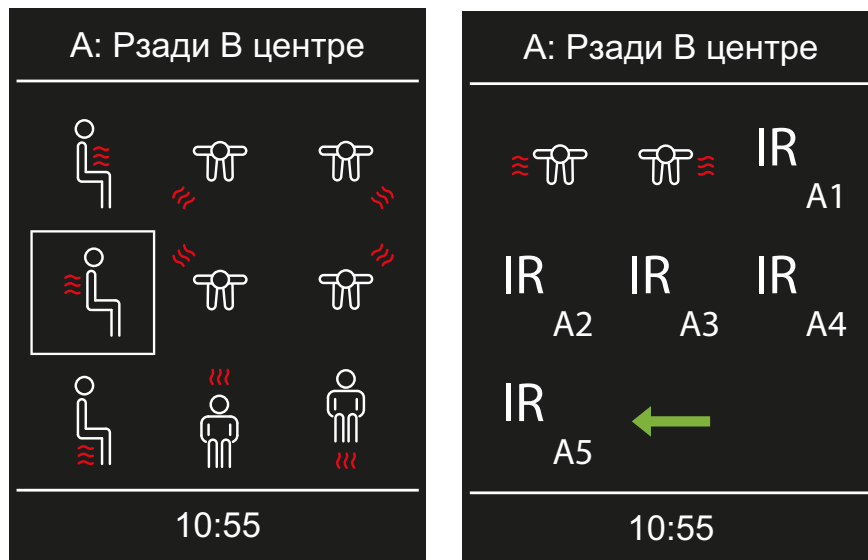 А: Рзади В центре
10:55
А: Рзади В центре
IR
A1
IR
A2
IR
A3
IR
A4
IR
A5
10:55